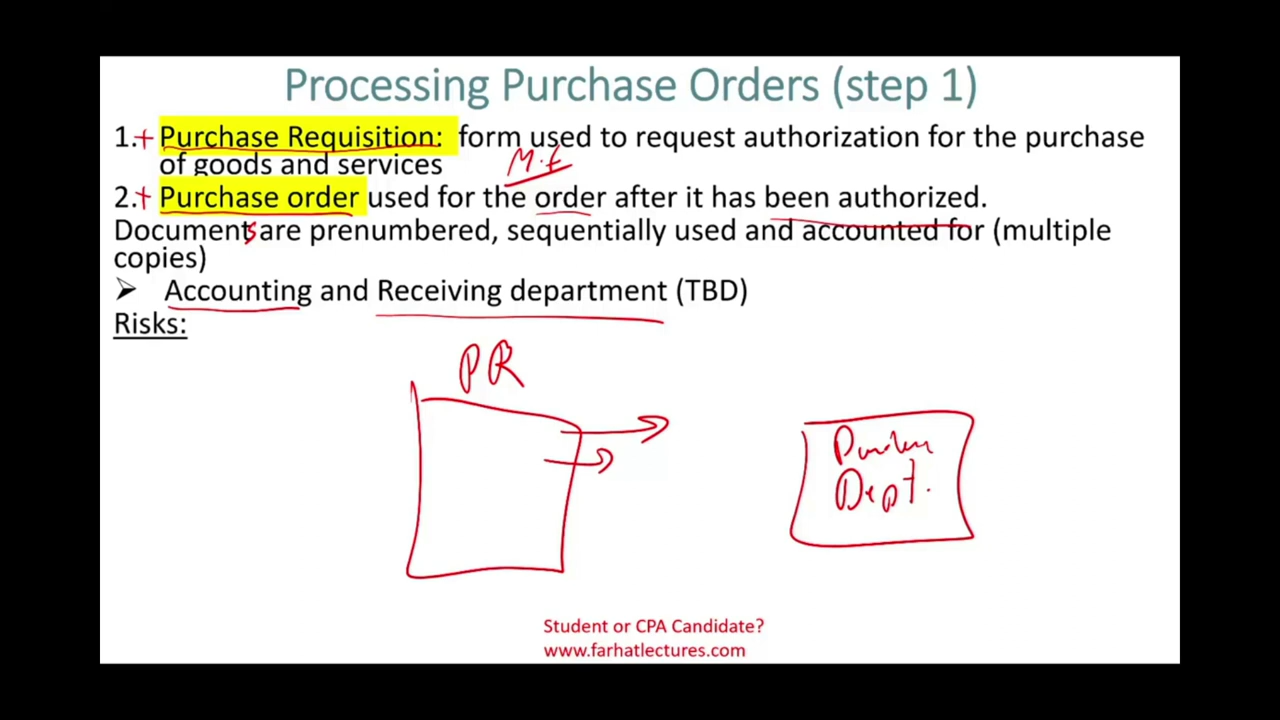 Processing Purchase Orders (step 1)
1.+ Purchase Requisition: form used to request authorization for the purchase
of goods and services
2.+ Purchase order used for the order after it has been authorized.
Documents are prenumbered, sequentially used and accounted for (multiple
copies)
➢ Accounting and Receiving department (TBD)
Risks:
PR
Dept.
Student or CPA Candidate?
www.farhatlectures.com